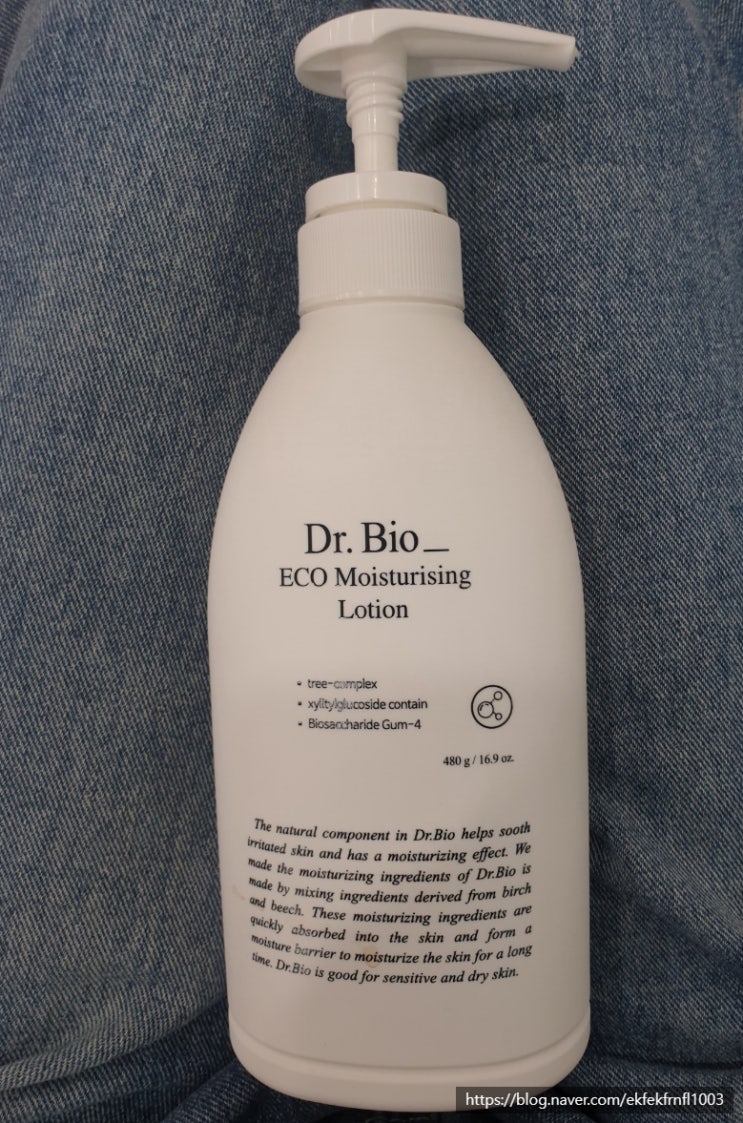 Dr. Bio_
ECO Moisturising
Lotion
- tree-complex
- xylitylglucoside contain
- Biosaccharide Gum-4
480 g / 16.9 oz.
The natural component in Dr.Bio helps sooth
irritated skin and has a moisturizing effect. We
made the moisturizing ingredients of Dr.Bio is
made by mixing ingredients derived from birch
and beech. These moisturizing ingredients are
quickly absorbed into the skin and form a
moisture barrier to moisturize the skin for a long
time. Dr.Bio is good for sensitive and dry skin.
https://blog.naver.com/ekfekfrnfl1003